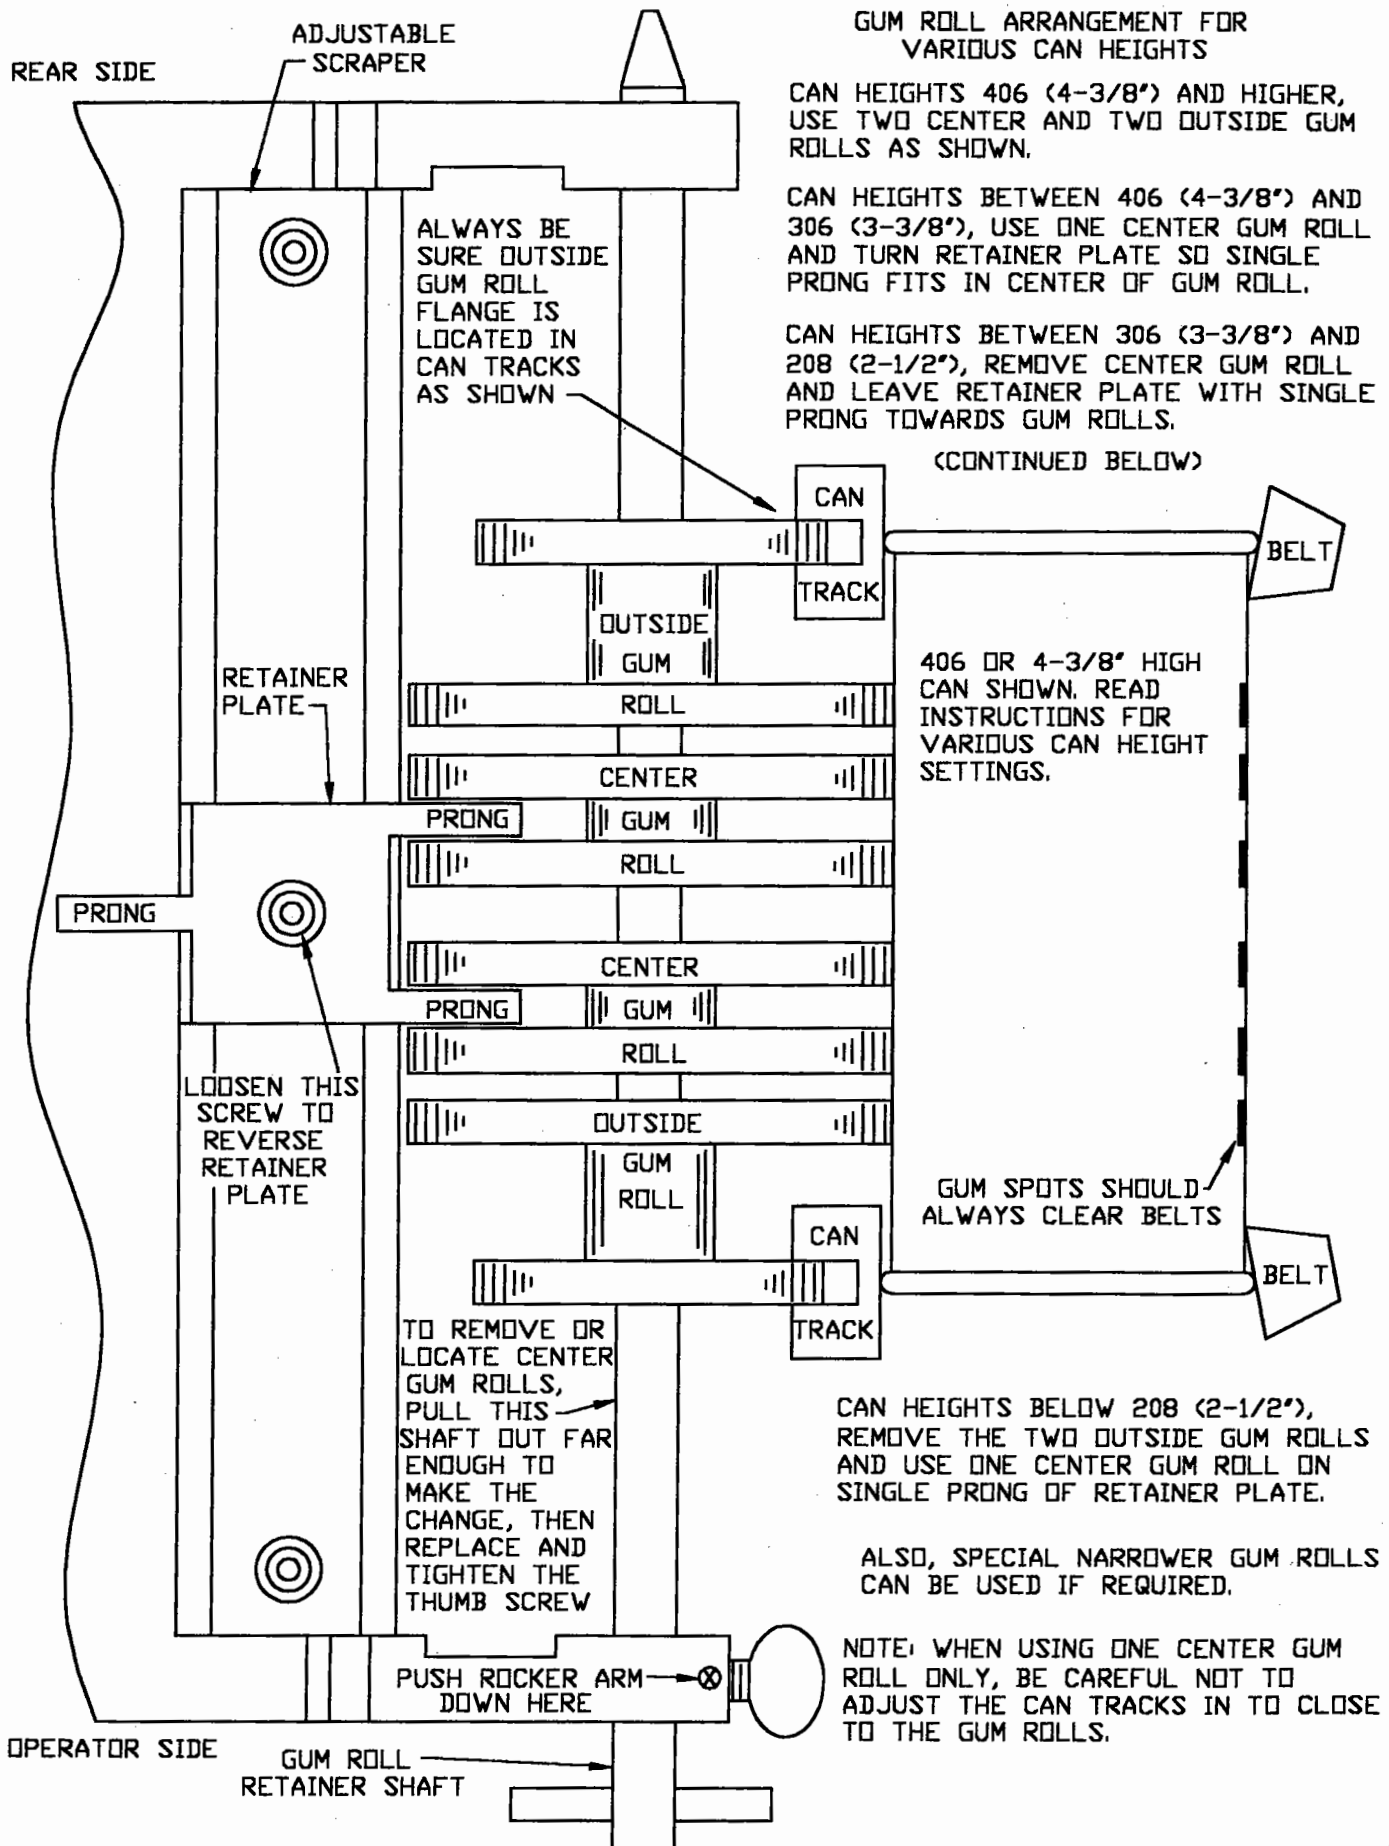 GUM ROLL ARRANGEMENT FOR
VARIOUS CAN HEIGHTS
CAN HEIGHTS 406 (4-3/8") AND HIGHER,
USE TWO CENTER AND TWO OUTSIDE GUM
ROLLS AS SHOWN.
CAN HEIGHTS BETWEEN 406 (4-3/8") AND
306 (3-3/8"), USE ONE CENTER GUM ROLL
AND TURN RETAINER PLATE SO SINGLE
PRONG FITS IN CENTER OF GUM ROLL.
CAN HEIGHTS BETWEEN 306 (3-3/8") AND
208 (2-1/2"), REMOVE CENTER GUM ROLL
AND LEAVE RETAINER PLATE WITH SINGLE
PRONG TOWARDS GUM ROLLS.
(CONTINUED BELOW)
REAR SIDE
ADJUSTABLE
SCRAPER
ALWAYS BE
SURE OUTSIDE
GUM ROLL
FLANGE IS
LOCATED IN
CAN TRACKS
AS SHOWN
CAN
TRACK
BELT
OUTSIDE
GUM
ROLL
CENTER
GUM
ROLL
CENTER
GUM
ROLL
OUTSIDE
GUM
ROLL
RETAINER
PLATE
PRONG
PRONG
PRONG
406 OR 4-3/8" HIGH
CAN SHOWN. READ
INSTRUCTIONS FOR
VARIOUS CAN HEIGHT
SETTINGS.
LOOSEN THIS
SCREW TO
REVERSE
RETAINER
PLATE
GUM SPOTS SHOULD
ALWAYS CLEAR BELTS
CAN
TRACK
BELT
TO REMOVE OR
LOCATE CENTER
GUM ROLLS,
PULL THIS
SHAFT OUT FAR
ENOUGH TO
MAKE THE
CHANGE, THEN
REPLACE AND
TIGHTEN THE
THUMB SCREW
CAN HEIGHTS BELOW 208 (2-1/2"),
REMOVE THE TWO OUTSIDE GUM ROLLS
AND USE ONE CENTER GUM ROLL ON
SINGLE PRONG OF RETAINER PLATE.
ALSO, SPECIAL NARROWER GUM ROLLS
CAN BE USED IF REQUIRED.
NOTE: WHEN USING ONE CENTER GUM
ROLL ONLY, BE CAREFUL NOT TO
ADJUST THE CAN TRACKS IN TO CLOSE
TO THE GUM ROLLS.
PUSH ROCKER ARM
DOWN HERE
OPERATOR SIDE
GUM ROLL
RETAINER SHAFT